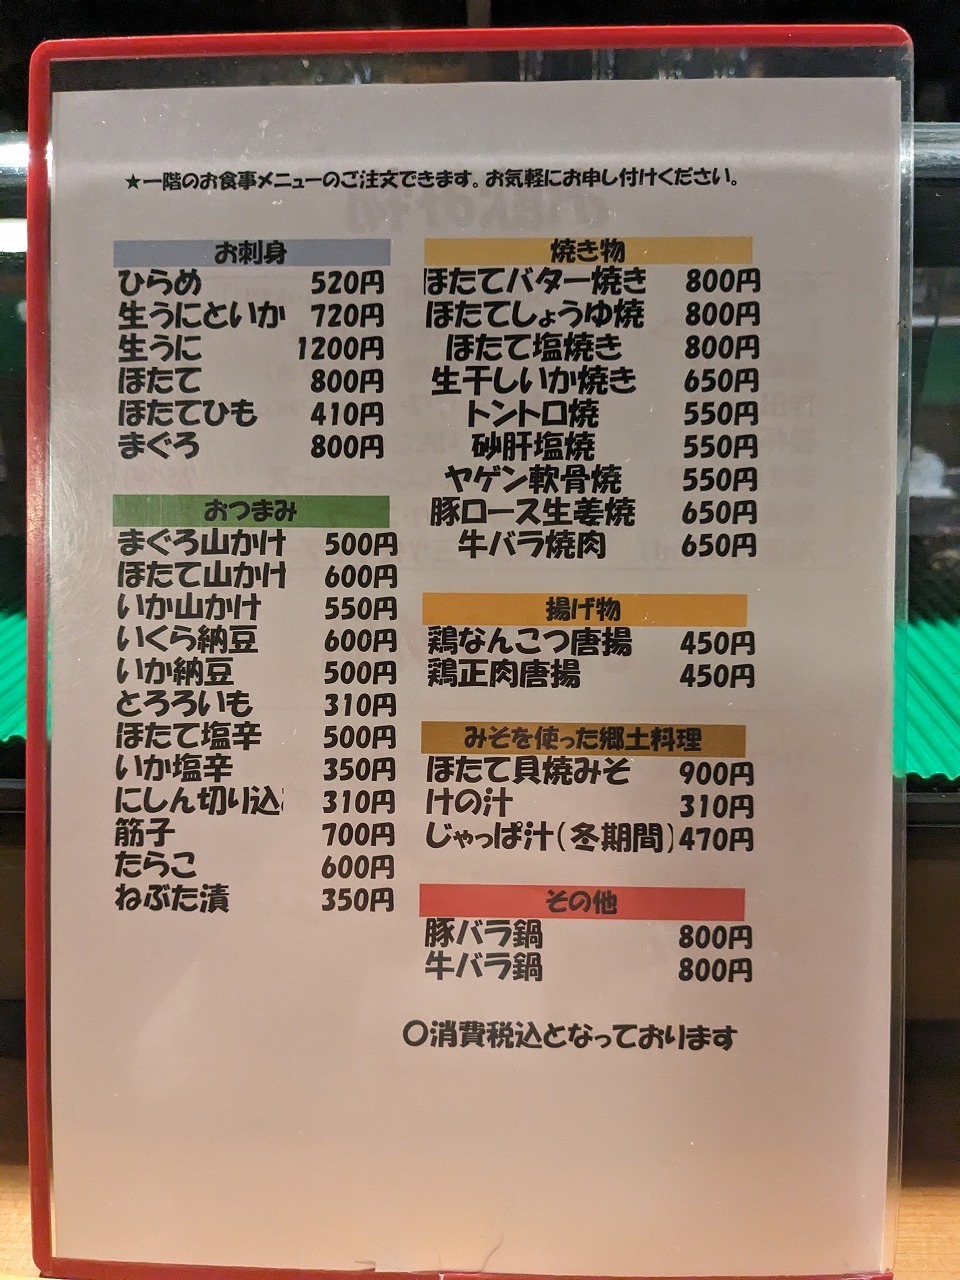 ★一階のお食事メニューのご注文できます。お気軽にお申し付けください。
お刺身
ひらめ 520円
生うにといか 720円
生うに 1200円
ほたて 800円
ほたてひも 410円
まぐろ 800円
おつまみ
まぐろ山かけ 500円
ほたて山かけ 600円
いか山かけ 550円
いくら納豆 600円
いか納豆 500円
とろろいも 310円
ほたて塩辛 500円
いか塩辛 350円
にしん切り込 310円
筋子 700円
たらこ 600円
ねぶた漬 350円
焼き物
ほたてバター焼き 800円
ほたてしょうゆ焼 800円
ほたて塩焼き 800円
生干しいか焼き 650円
トントロ焼 550円
砂肝塩焼 550円
ヤゲン軟骨焼 550円
豚ロース生姜焼 650円
牛バラ焼肉 650円
揚げ物
鶏なんこつ唐揚 450円
鶏正肉唐揚 450円
みそを使った郷土料理
ほたて貝焼みそ 900円
けの汁 310円
じゃっぱ汁(冬期間) 470円
その他
豚バラ鍋 800円
牛バラ鍋 800円
〇消費税込となっております